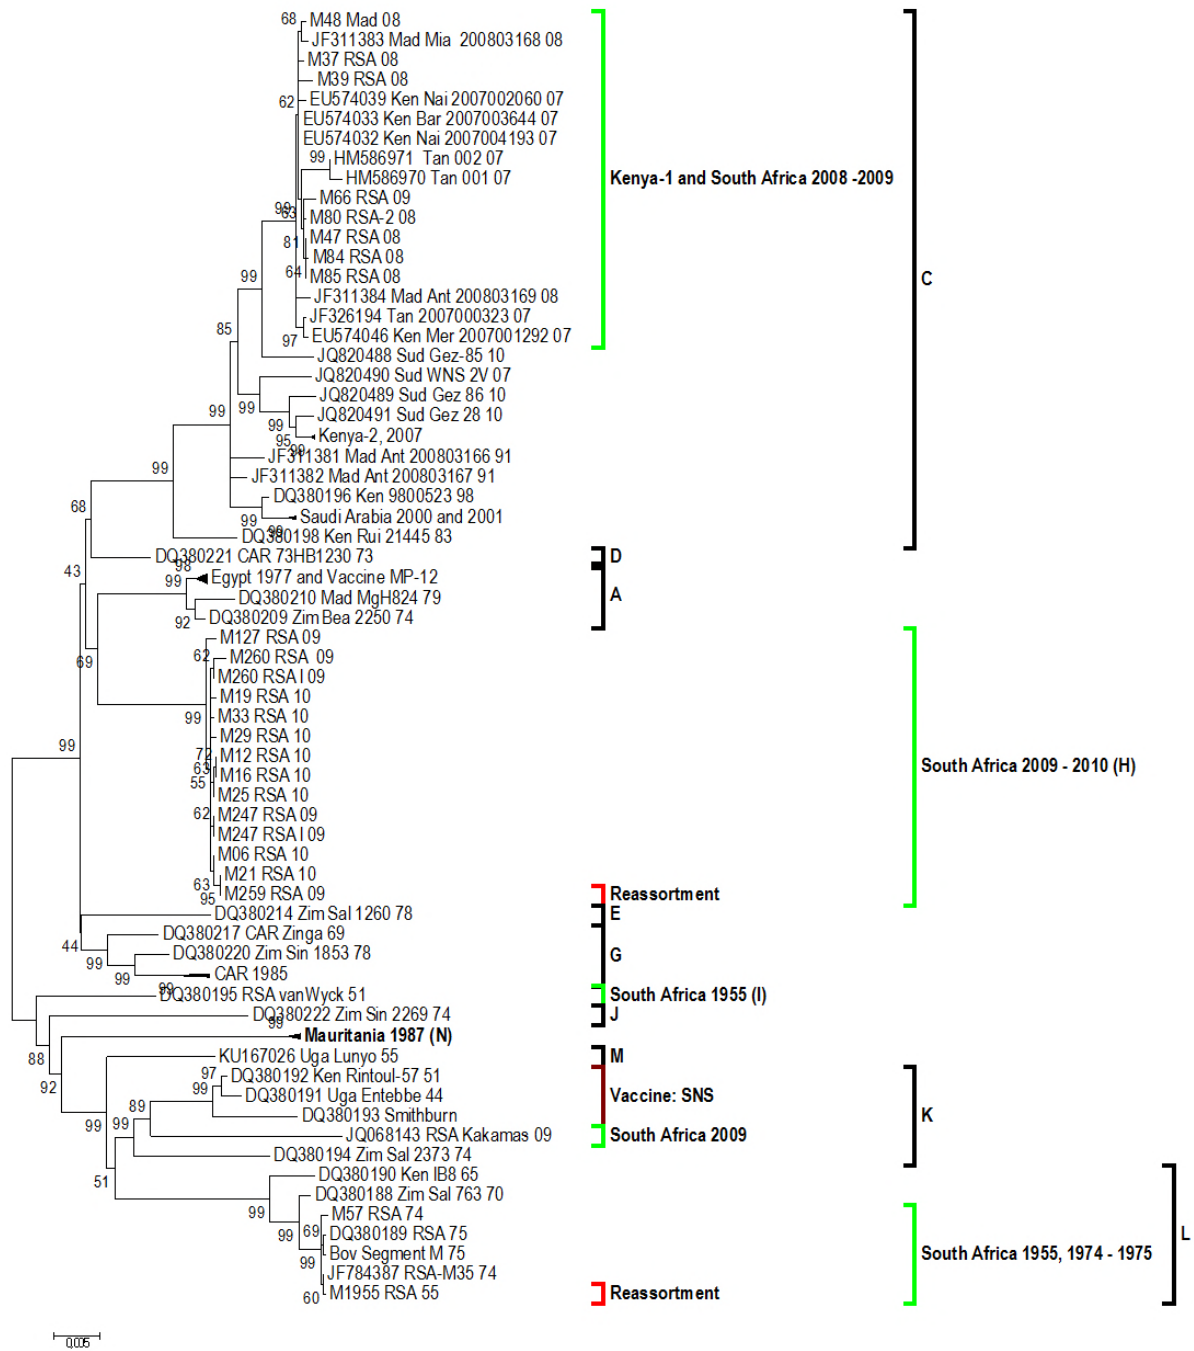 68 M48 Mad 08
JF311383 Mad Mia 200803168 08
M37 RSA 08
M39 RSA 08
62 EU574039 Ken Nai 2007002060 07
EU574033 Ken Bar 2007003644 07
EU574032 Ken Nai 2007004193 07
99 HM586971 Tan 002 07
HM586970 Tan 001 07
Kenya-1 and South Africa 2008 -2009
M66 RSA 09
99
63 M80 RSA-2 08
M47 RSA 08
81
M84 RSA 08
64 M85 RSA 08
99
C
JF311384 Mad Ant 200803169 08
JF326194 Tan 2007000323 07
85
97 EU574046 Ken Mer 2007001292 07
JQ820488 Sud Gez-85 10
JQ820490 Sud WNS 2V 07
JQ820489 Sud Gez 86 10
99
99 JQ820491 Sud Gez 28 10
99
95 Kenya-2, 2007
99
JF311381 Mad Ant 200803166 91
99
JF311382 Mad Ant 200803167 91
DQ380196 Ken 9800523 98
68
99 Saudi Arabia 2000 and 2001
99
DQ380198 Ken Rui 21445 83
DQ380221 CAR 73HB1230 73
D
98
43
99 Egypt 1977 and Vaccine MP-12
DQ380210 Mad MgH824 79
A
92 DQ380209 Zim Bea 2250 74
M127 RSA 09
69
62 M260 RSA 09
M260 RSA I 09
M19 RSA 10
99 M33 RSA 10
M29 RSA 10
99
72 M12 RSA 10
South Africa 2009 - 2010 (H)
63 M16 RSA 10
55
M25 RSA 10
62 M247 RSA 09
M247 RSA I 09
M06 RSA 10
M21 RSA 10
63
95 M259 RSA 09
Reassortment
DQ380214 Zim Sal 1260 78
E
DQ380217 CAR Zinga 69
44
DQ380220 Zim Sin 1853 78
G
99
99 CAR 1985
99
DQ380195 RSA vanWyck 51
South Africa 1955 (I)
DQ380222 Zim Sin 2269 74
J
99
Mauritania 1987 (N)
88
KU167026 Uga Lunyo 55
M
92
97 DQ380192 Ken Rintoul-57 51
99
DQ380191 Uga Entebbe 44
Vaccine: SNS
89
DQ380193 Smithburn
K
99 99
JQ068143 RSA Kakamas 09
South Africa 2009
DQ380194 Zim Sal 2373 74
51
DQ380190 Ken IB8 65
DQ380188 Zim Sal 763 70
99
M57 RSA 74
69
99 DQ380189 RSA 75
L
Bov Segment M 75
South Africa 1955, 1974 - 1975
99
JF784387 RSA-M35 74
60 M1955 RSA 55
Reassortment
0.005